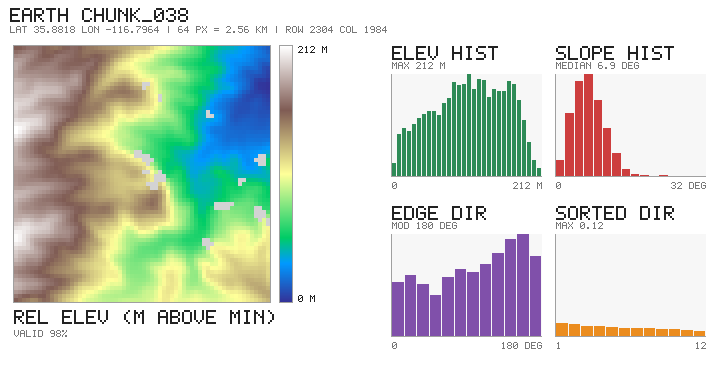 EARTH CHUNK_038
LAT 35.8818 LON -116.7964 | 64 PX = 2.56 KM | ROW 2304 COL 1984
212 M
0 M
REL ELEV (M ABOVE MIN)
VALID 98%
ELEV HIST
MAX 212 M
0 212 M
SLOPE HIST
MEDIAN 6.9 DEG
0 32 DEG
EDGE DIR
MOD 180 DEG
0 180 DEG
SORTED DIR
MAX 0.12
1 12